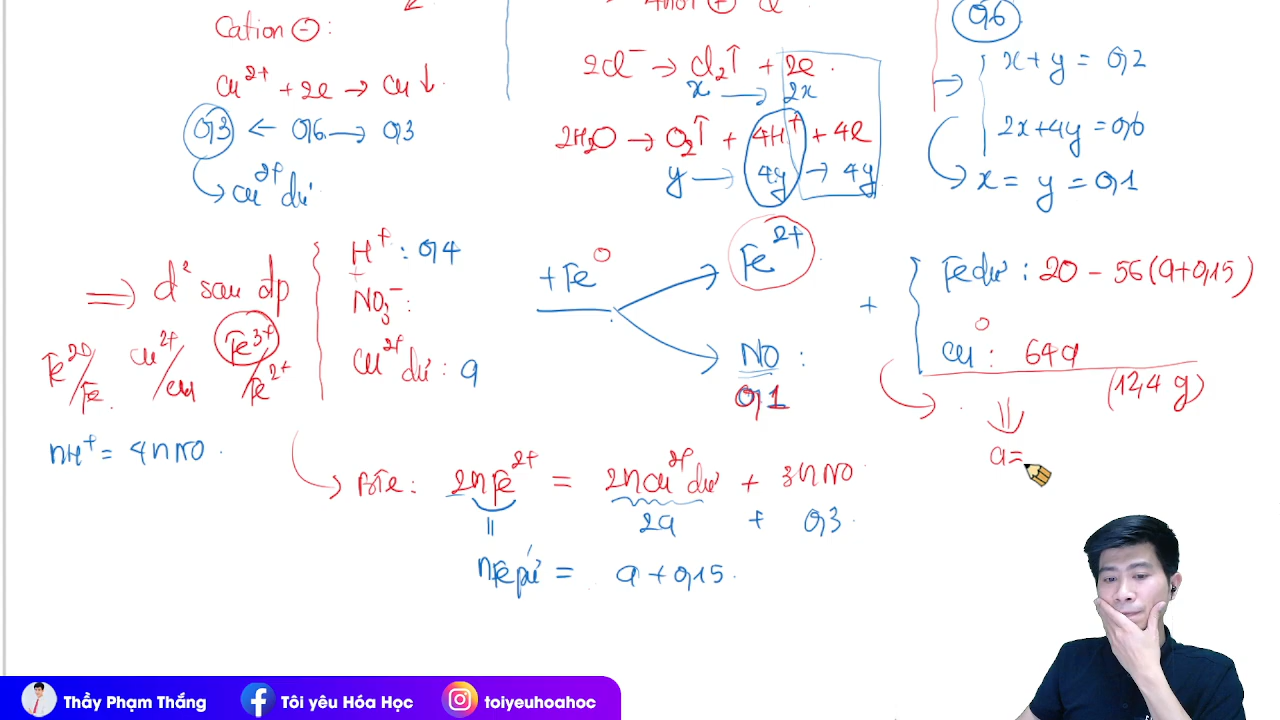 Cation ⊖ :
Cu²⁺ + 2e → Cu↓.
0,3 ← 0,6 → 0,3
Cu²⁺ dư
2Cl⁻ → Cl₂↑ + 2e.
x → 2x
2H₂O → O₂↑ + 4H⁺ + 4e
y → 4y → 4y
0,6
x + y = 0,2
2x + 4y = 0,6
x = y = 0,1
⇒ d² sau dp
H⁺ : 0,4
NO₃⁻ :
Cu²⁺ dư : a
Fe²⁺/Fe Cu²⁺/Cu Fe³⁺/Fe²⁺
nH⁺ = 4nNO.
+ Fe⁰
Fe²⁺
NO :
0,1
+
Fe dư : 20 - 56(a+0,15)
Cu⁰ : 64a
(12,4 g)
⇓
a =
→ BTe: 2nFe²⁺ = 2nCu²⁺ dư + 3nNO
2a + 0,3.
nFe pứ = a + 0,15.
Thầy Phạm Thắng
Tôi yêu Hóa Học
toiyeuhoahoc